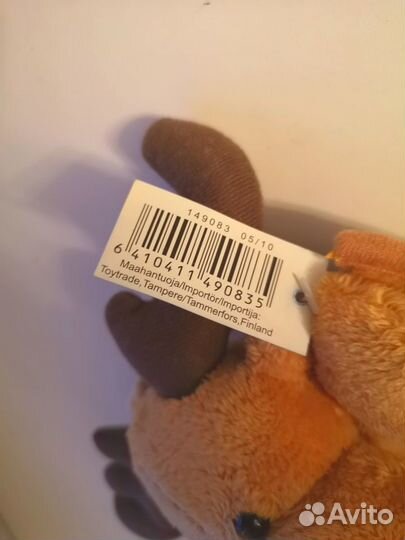 149083 05/10
6 410411 490835
Maahantuoja/Importör/Importija:
Toytrade, Tampere/Tammerfors, Finland
Avito